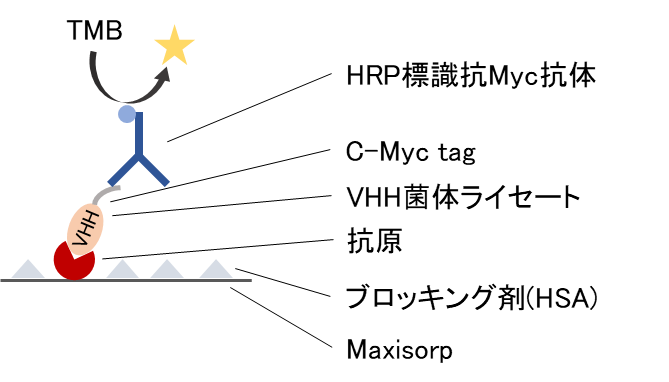 TMB
HRP標識抗Myc抗体
C-Myc tag
VHH菌体ライセート
VHH
抗原
ブロッキング剤(HSA)
Maxisorp